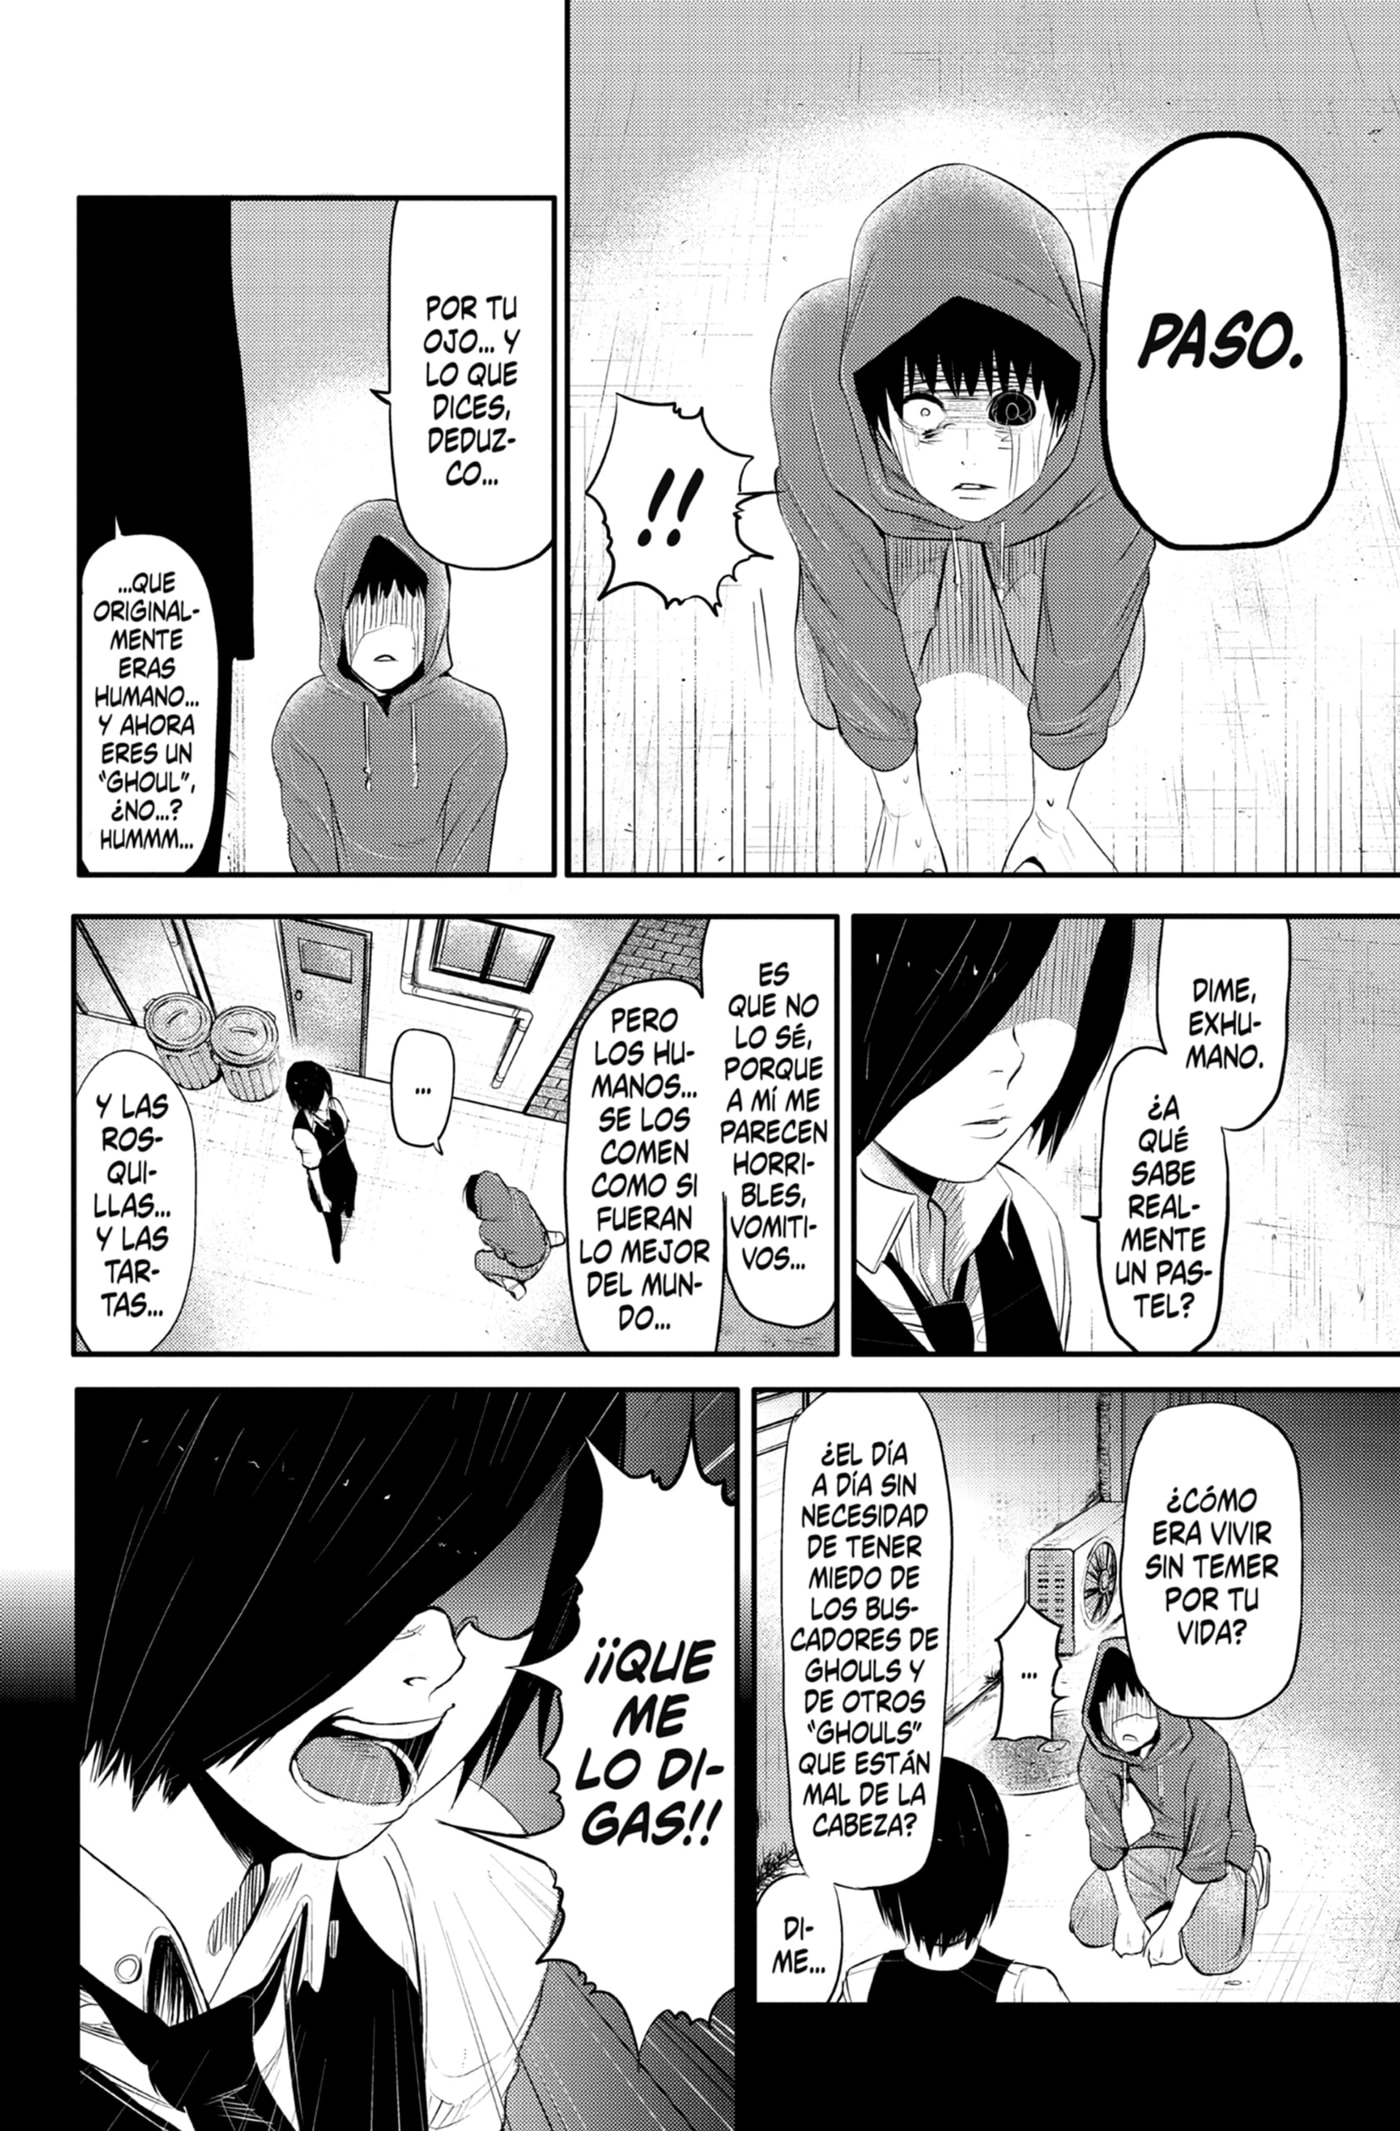 PASO.
!!
POR TU
OJO... Y
LO QUE
DICES,
DEDUZ-
CO...
...QUE
ORIGINAL-
MENTE
ERAS
HUMANO...
Y AHORA
ERES UN
"GHOUL",
¿NO...?
HUMMM...
DIME,
EXHU-
MANO.
¿A
QUÉ
SABE
REAL-
MENTE
UN PAS-
TEL?
ES
QUE NO
LO SÉ,
PORQUE
A MÍ ME
PARECEN
HORRI-
BLES,
VOMITI-
VOS...
PERO
LOS HU-
MANOS...
SE LOS
COMEN
COMO SI
FUERAN
LO MEJOR
DEL MUN-
DO...
...
Y LAS
ROS-
QUI-
LLAS...
Y LAS
TAR-
TAS...
¿CÓMO
ERA VIVIR
SIN TEMER
POR TU
VIDA?
...
¿EL DÍA
A DÍA SIN
NECESIDAD
DE TENER
MIEDO DE
LOS BUS-
CADORES DE
GHOULS Y
DE OTROS
"GHOULS"
QUE ESTÁN
MAL DE LA
CABEZA?
DI-
ME...
¡¡QUE
ME
LO DI-
GAS!!